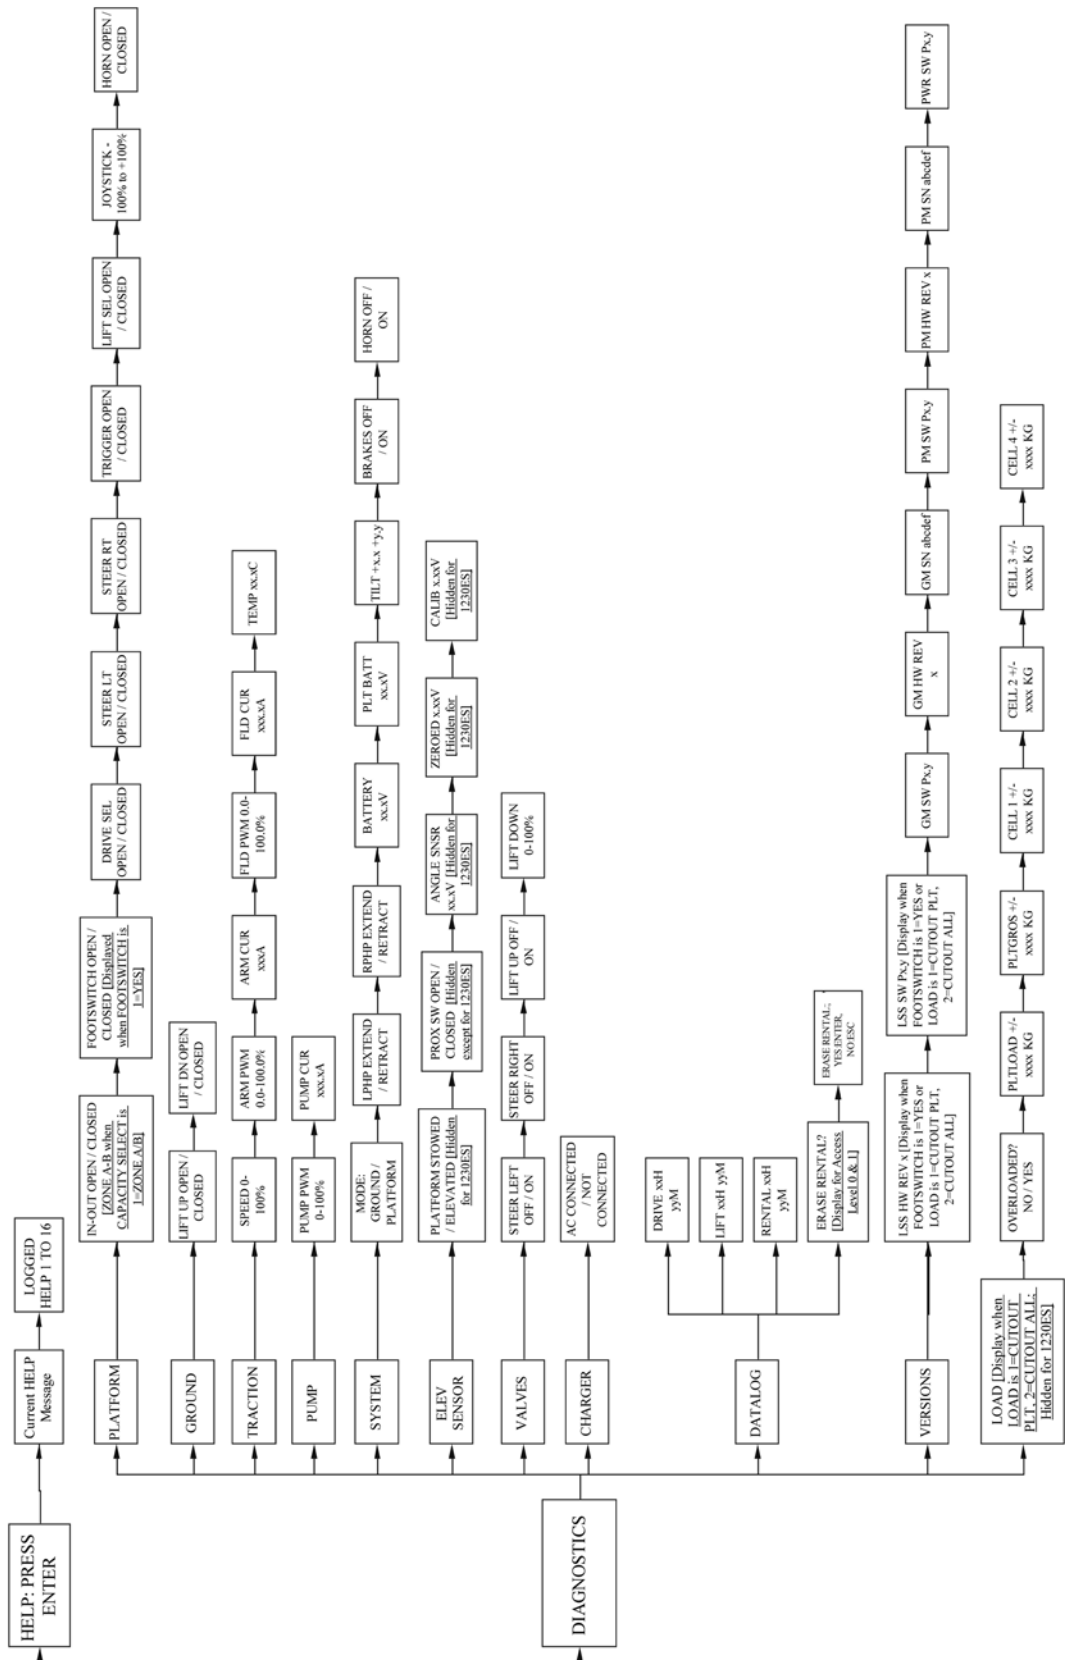 HELP: PRESS
ENTER
Current HELP
Message
LOGGED
HELP 1 TO 16
DIAGNOSTICS
PLATFORM
IN-OUT OPEN / CLOSED
[ZONE A-B when
CAPACITY SELECT is
1=ZONE A/B]
FOOTSWITCH OPEN /
CLOSED [Displayed
when FOOTSWITCH is
1=YES]
DRIVE SEL
OPEN / CLOSED
STEER LT
OPEN / CLOSED
STEER RT
OPEN / CLOSED
TRIGGER OPEN
/ CLOSED
LIFT SEL OPEN
/ CLOSED
JOYSTICK -
100% to +100%
HORN OPEN /
CLOSED
GROUND
LIFT UP OPEN /
CLOSED
LIFT DN OPEN
/ CLOSED
TRACTION
SPEED 0-
100%
ARM PWM
0.0-100.0%
ARM CUR
xxxA
FLD PWM 0.0-
100.0%
FLD CUR
xxx.xA
TEMP xx.xC
PUMP
PUMP PWM
0-100%
PUMP CUR
xxx.xA
SYSTEM
MODE:
GROUND /
PLATFORM
LPHP EXTEND
/ RETRACT
RPHP EXTEND
/ RETRACT
BATTERY
xx.xV
PLT BATT
xx.xV
TILT +x.x +y.y
BRAKES OFF
/ ON
HORN OFF /
ON
ELEV
SENSOR
PLATFORM STOWED
/ ELEVATED [Hidden
for 1230ES]
PROX SW OPEN /
CLOSED [Hidden
except for 1230ES]
ANGLE SNSR
xx.xV [Hidden for
1230ES]
ZEROED x.xxV
[Hidden for
1230ES]
CALIB x.xxV
[Hidden for
1230ES]
VALVES
STEER LEFT
OFF / ON
STEER RIGHT
OFF / ON
LIFT UP OFF /
ON
LIFT DOWN
0-100%
CHARGER
AC CONNECTED
/ NOT
CONNECTED
DATALOG
DRIVE xxH
yyM
LIFT xxH yyM
RENTAL xxH
yyM
ERASE RENTAL?
[Display for Access
Level 0 & 1]
ERASE RENTAL;
YES:ENTER,
NO:ESC
VERSIONS
LSS HW REV x [Display when
FOOTSWITCH is 1=YES or
LOAD is 1=CUTOUT PLT,
2=CUTOUT ALL]
LSS SW Px.y [Display when
FOOTSWITCH is 1=YES or
LOAD is 1=CUTOUT PLT,
2=CUTOUT ALL]
GM SW Px.y
GM HW REV
x
GM SN abcdef
PM SW Px.y
PM HW REV x
PM SN abcdef
PWR SW Px.y
LOAD [Display when
LOAD is 1=CUTOUT
PLT, 2=CUTOUT ALL;
Hidden for 1230ES]
OVERLOADED?
NO / YES
PLTLOAD +/-
xxxx KG
PLTGROS +/-
xxxx KG
CELL 1 +/-
xxxx KG
CELL 2 +/-
xxxx KG
CELL 3 +/-
xxxx KG
CELL 4 +/-
xxxx KG